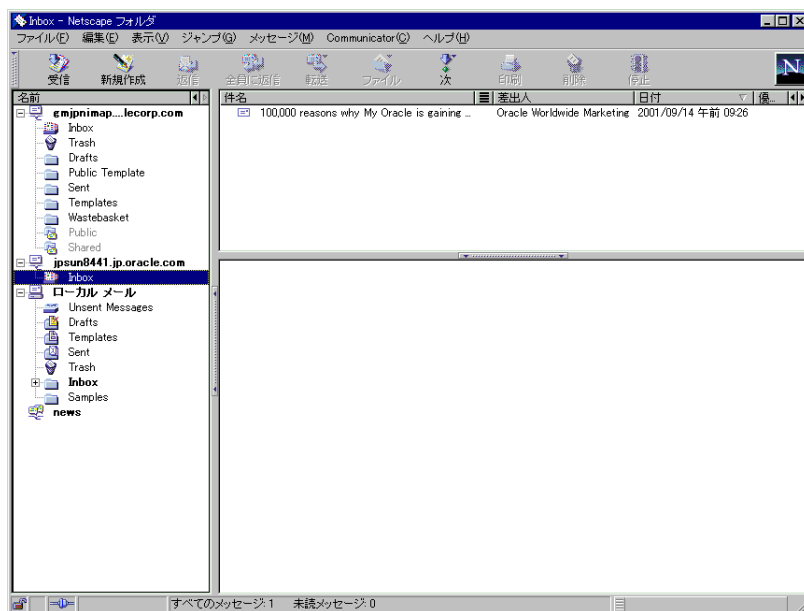 Inbox - Netscape フォルダ
ファイル(F) 編集(E) 表示(V) ジャンプ(G) メッセージ(M) Communicator(C) ヘルプ(H)
受信 新規作成 返信 全員に返信 転送 ファイル 次 印刷 削除 停止
N
名前 件名 差出人 日付 優...
gmjpnimap....lecorp.com
100,000 reasons why My Oracle is gaining ... Oracle Worldwide Marketing 2001/09/14 午前 09:26
Inbox
Trash
Drafts
Public Template
Sent
Templates
Wastebasket
Public
Shared
jpsun8441.jp.oracle.com
Inbox
ローカル メール
Unsent Messages
Drafts
Templates
Sent
Trash
Inbox
Samples
news
すべてのメッセージ: 1 未読メッセージ: 0